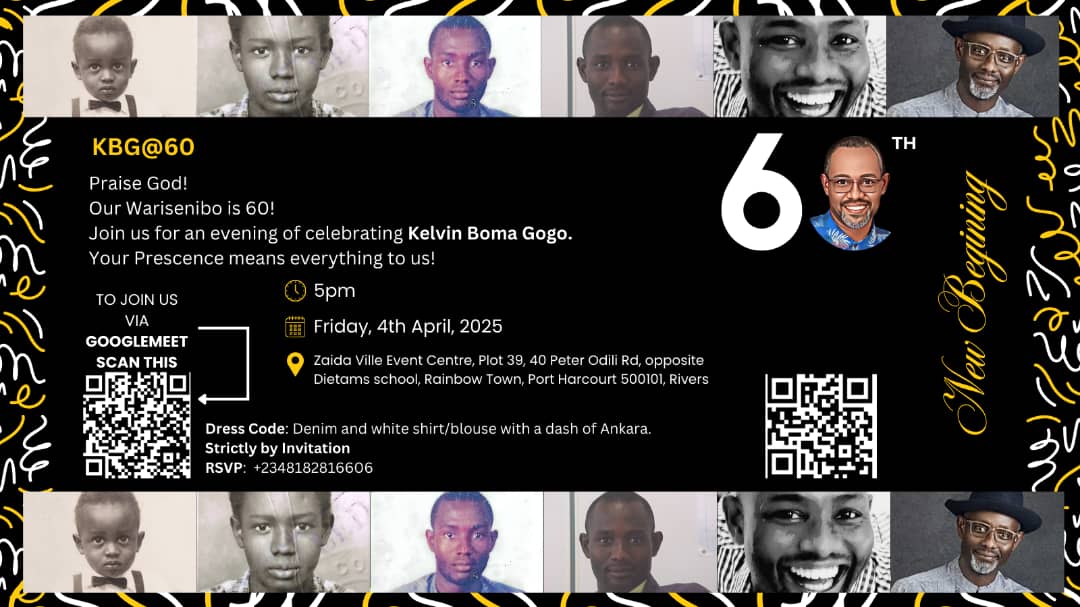 KBG@60
Praise God!
Our Warisenibo is 60!
Join us for an evening of celebrating Kelvin Boma Gogo.
Your Prescence means everything to us!
TO JOIN US
VIA
GOOGLEMEET
SCAN THIS
5pm
Friday, 4th April, 2025
Zaida Ville Event Centre, Plot 39, 40 Peter Odili Rd, opposite
Dietams school, Rainbow Town, Port Harcourt 500101, Rivers
Dress Code: Denim and white shirt/blouse with a dash of Ankara.
Strictly by Invitation
RSVP: +2348182816606
6 TH
New Begining